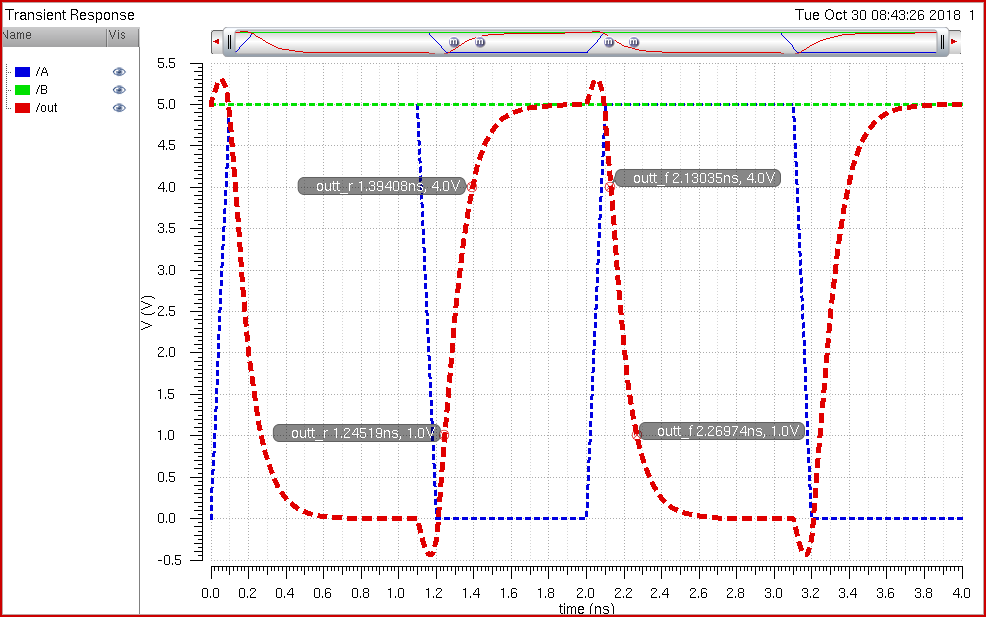 Transient Response
Tue Oct 30 08:43:26 2018 1
Name Vis
/A
/B
/out
m m m m
5.5
5.0
4.5
4.0
3.5
3.0
2.5
2.0
1.5
1.0
0.5
0.0
-0.5
V (V)
outt_r 1.39408ns, 4.0V
outt_f 2.13035ns, 4.0V
outt_r 1.24519ns, 1.0V
outt_f 2.26974ns, 1.0V
0.0 0.2 0.4 0.6 0.8 1.0 1.2 1.4 1.6 1.8 2.0 2.2 2.4 2.6 2.8 3.0 3.2 3.4 3.6 3.8 4.0
time (ns)